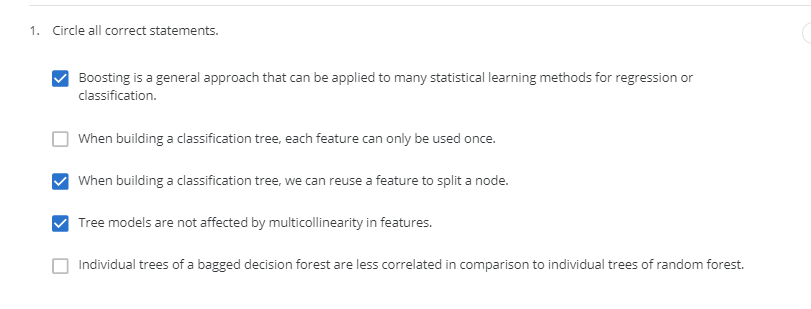 1. Circle all correct statements.
Boosting is a general approach that can be applied to many statistical learning methods for regression or
classification.
When building a classification tree, each feature can only be used once.
When building a classification tree, we can reuse a feature to split a node.
Tree models are not affected by multicollinearity in features.
Individual trees of a bagged decision forest are less correlated in comparison to individual trees of random forest.